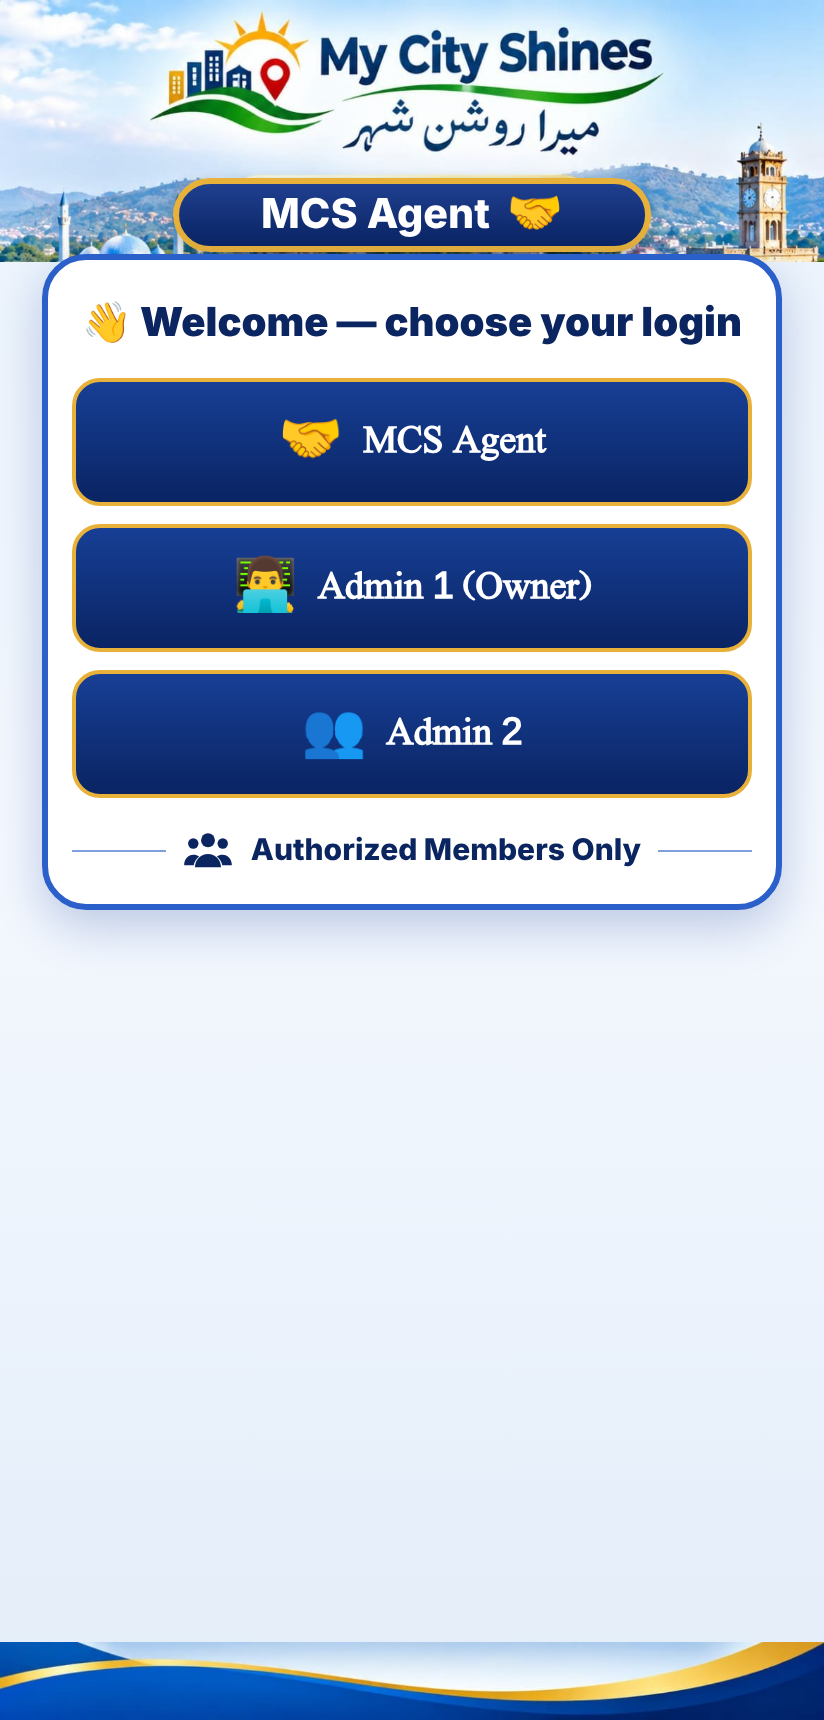 My City Shines
میرا روشن شہر
MCS Agent 🤝
👋 Welcome — choose your login
🤝 MCS Agent
👨‍💻 Admin 1 (Owner)
👥 Admin 2
Authorized Members Only